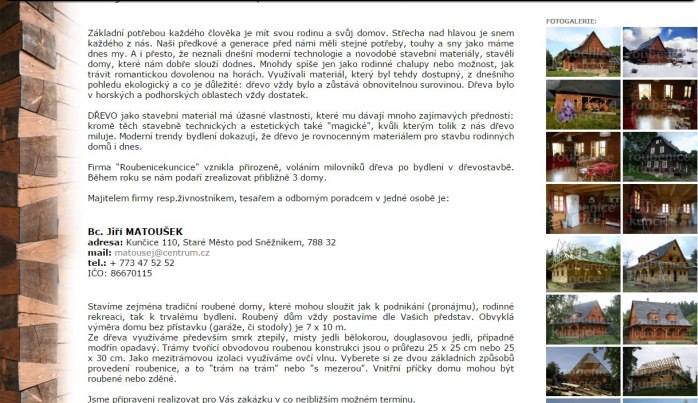 Základní potřebou každého člověka je mít svou rodinu a svůj domov. Střecha nad hlavou je snem
každého z nás. Naši předkové a generace před námi měli stejné potřeby, touhy a sny jako máme
dnes my. A i přesto, že neznali dnešní moderní technologie a novodobé stavební materiály, stavěli
domy, které nám dobře slouží dodnes. Mnohdy spíše jen jako rodinné chalupy nebo možnost, jak
trávit romantickou dovolenou na horách. Využívali materiál, který byl tehdy dostupný, z dnešního
pohledu ekologický a co je důležité: dřevo vždy bylo a zůstává obnovitelnou surovinou. Dřeva bylo
v horských a podhorských oblastech vždy dostatek.
DŘEVO jako stavební materiál má úžasné vlastnosti, které mu dávají mnoho zajímavých předností:
kromě těch stavebně technických a estetických také "magické", kvůli kterým tolik z nás dřevo
miluje. Moderní trendy bydlení dokazují, že dřevo je rovnocenným materiálem pro stavbu rodinných
domů i dnes.
Firma "Roubenicekuncice" vznikla přirozeně, voláním milovníků dřeva po bydlení v dřevostavbě.
Během roku se nám podaří zrealizovat přibližně 3 domy.
Majitelem firmy resp.živnostníkem, tesařem a odborným poradcem v jedné osobě je:
Bc. Jiří MATOUŠEK
adresa: Kunčice 110, Staré Město pod Sněžníkem, 788 32
mail: matousej@centrum.cz
tel.: + 773 47 52 52
IČO: 86670115
Stavíme zejména tradiční roubené domy, které mohou sloužit jak k podnikání (pronájmu), rodinné
rekreaci, tak k trvalému bydlení. Roubený dům vždy postavíme dle Vašich představ. Obvyklá
výměra domu bez přístavku (garáže, či stodoly) je 7 x 10 m.
Ze dřeva využíváme především smrk ztepilý, místy jedli bělokorou, douglasovou jedli, případně
modřín opadavý. Trámy tvořící obvodovou roubenou konstrukci jsou o průřezu 25 x 25 cm nebo 25
x 30 cm. Jako mezitrámovou izolaci využíváme ovčí vlnu. Vyberete si ze dvou základních způsobů
provedení roubenice, a to "trám na trám" nebo "s mezerou". Vnitřní příčky domu mohou být
roubené nebo zděné.
Jsme připraveni realizovat pro Vás zakázky v co nejbližším možném termínu.
FOTOGALERIE: